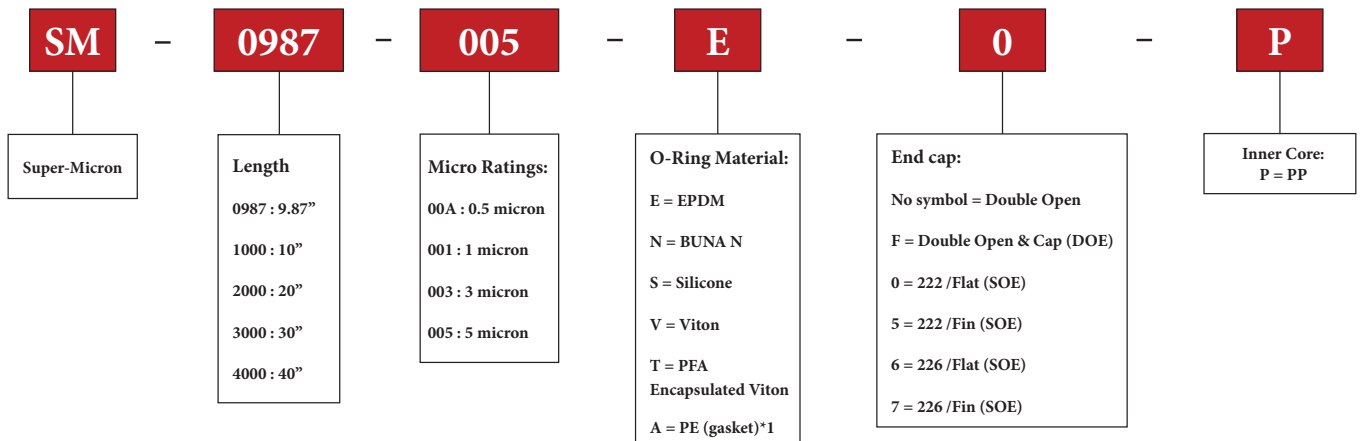 SM – 0987 – 005 – E – 0 – P
Super-Micron
Length
0987 : 9.87”
1000 : 10”
2000 : 20”
3000 : 30”
4000 : 40”
Micro Ratings:
00A : 0.5 micron
001 : 1 micron
003 : 3 micron
005 : 5 micron
O-Ring Material:
E = EPDM
N = BUNA N
S = Silicone
V = Viton
T = PFA
Encapsulated Viton
A = PE (gasket)*1
End cap:
No symbol = Double Open
F = Double Open & Cap (DOE)
0 = 222 /Flat (SOE)
5 = 222 /Fin (SOE)
6 = 226 /Flat (SOE)
7 = 226 /Fin (SOE)
Inner Core:
P = PP